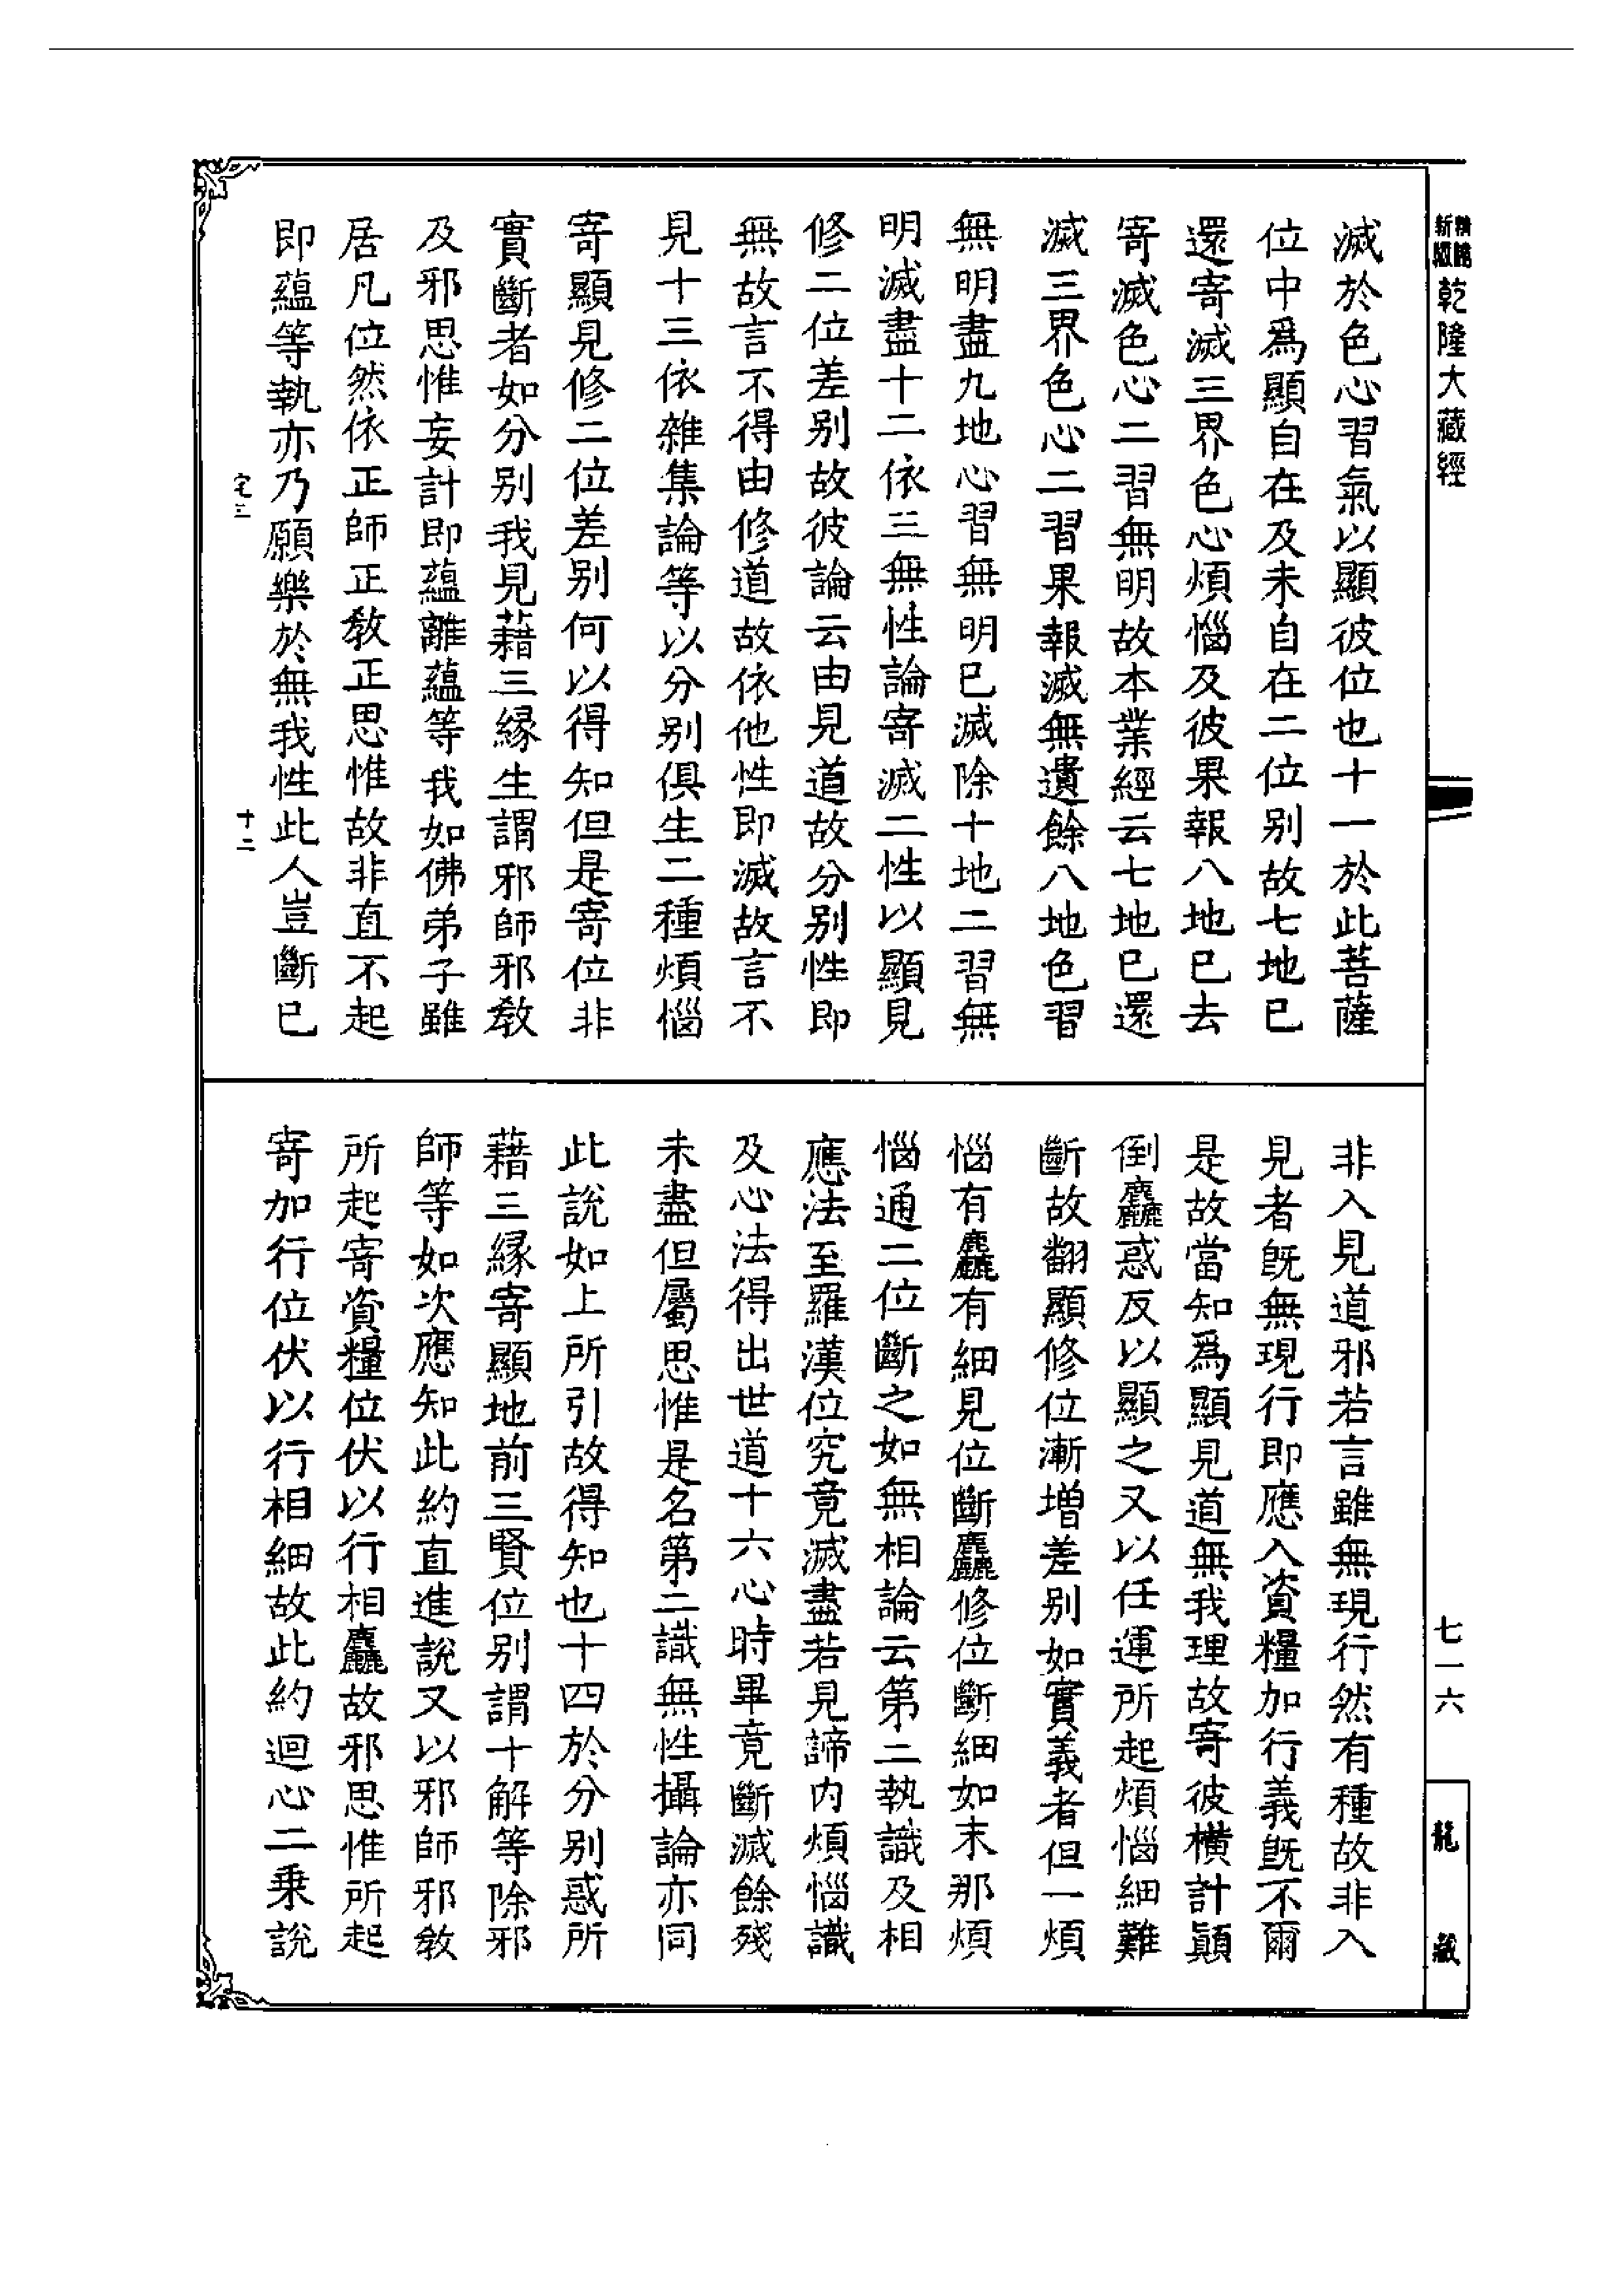 乾隆大藏經
滅於色心習氣以顯彼位也十一於此菩薩
位中爲顯自在及未自在二位别故七地已
還寄滅三界色心煩惱及彼果報八地已去
寄滅色心二習無明故本業經云七地已還
滅三界色心二習果報滅無遺餘八地色習
無明盡九地心習無明已滅除十地二習無
明滅盡十二依三無性論寄滅二性以顯見
修二位差别故彼論云由見道故分别性即
無故言不得由修道故依他性即滅故言不
見十三依雜集論等以分别俱生二種煩惱
寄顯見修二位差别何以得知但是寄位非
實斷者如分别我見藉三緣生謂邪師邪教
及邪思惟妄計即蘊離蘊等我如佛弟子雖
居凡位然依正師正教正思惟故非直不起
即蘊等執亦乃願樂於無我性此人豈斷已
定三
十二
非入見道邪若言雖無現行然有種故非入
見者旣無現行即應入資糧加行義旣不爾
是故當知爲顯見道無我理故寄彼橫計顛
倒麤惑反以顯之又以任運所起煩惱細難
斷故翻顯修位漸增差别如實義者但一煩
惱有麤有細見位斷麤修位斷細如末那煩
惱通二位斷之如無相論云第二執識及相
應法至羅漢位究竟滅盡若見諦内煩惱識
及心法得出世道十六心時畢竟斷滅餘殘
未盡但屬思惟是名第二識無性攝論亦同
此說如上所引故得知也十四於分别惑所
藉三緣寄顯地前三賢位别謂十解等除邪
師等如次應知此約直進說又以邪師邪教
所起寄資糧位伏以行相麤故邪思惟所起
寄加行位伏以行相細故此約迴心二乘說
七一六
龍藏